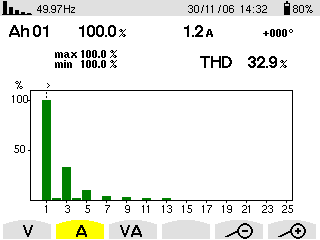 49.97Hz 30/11/06 14:32 80%
Ah 01 100.0 % 1.2 A +000°
max 100.0 %
min 100.0 %
THD 32.9 %
%
100
50
1 3 5 7 9 11 13 15 17 19 21 23 25
V A VA